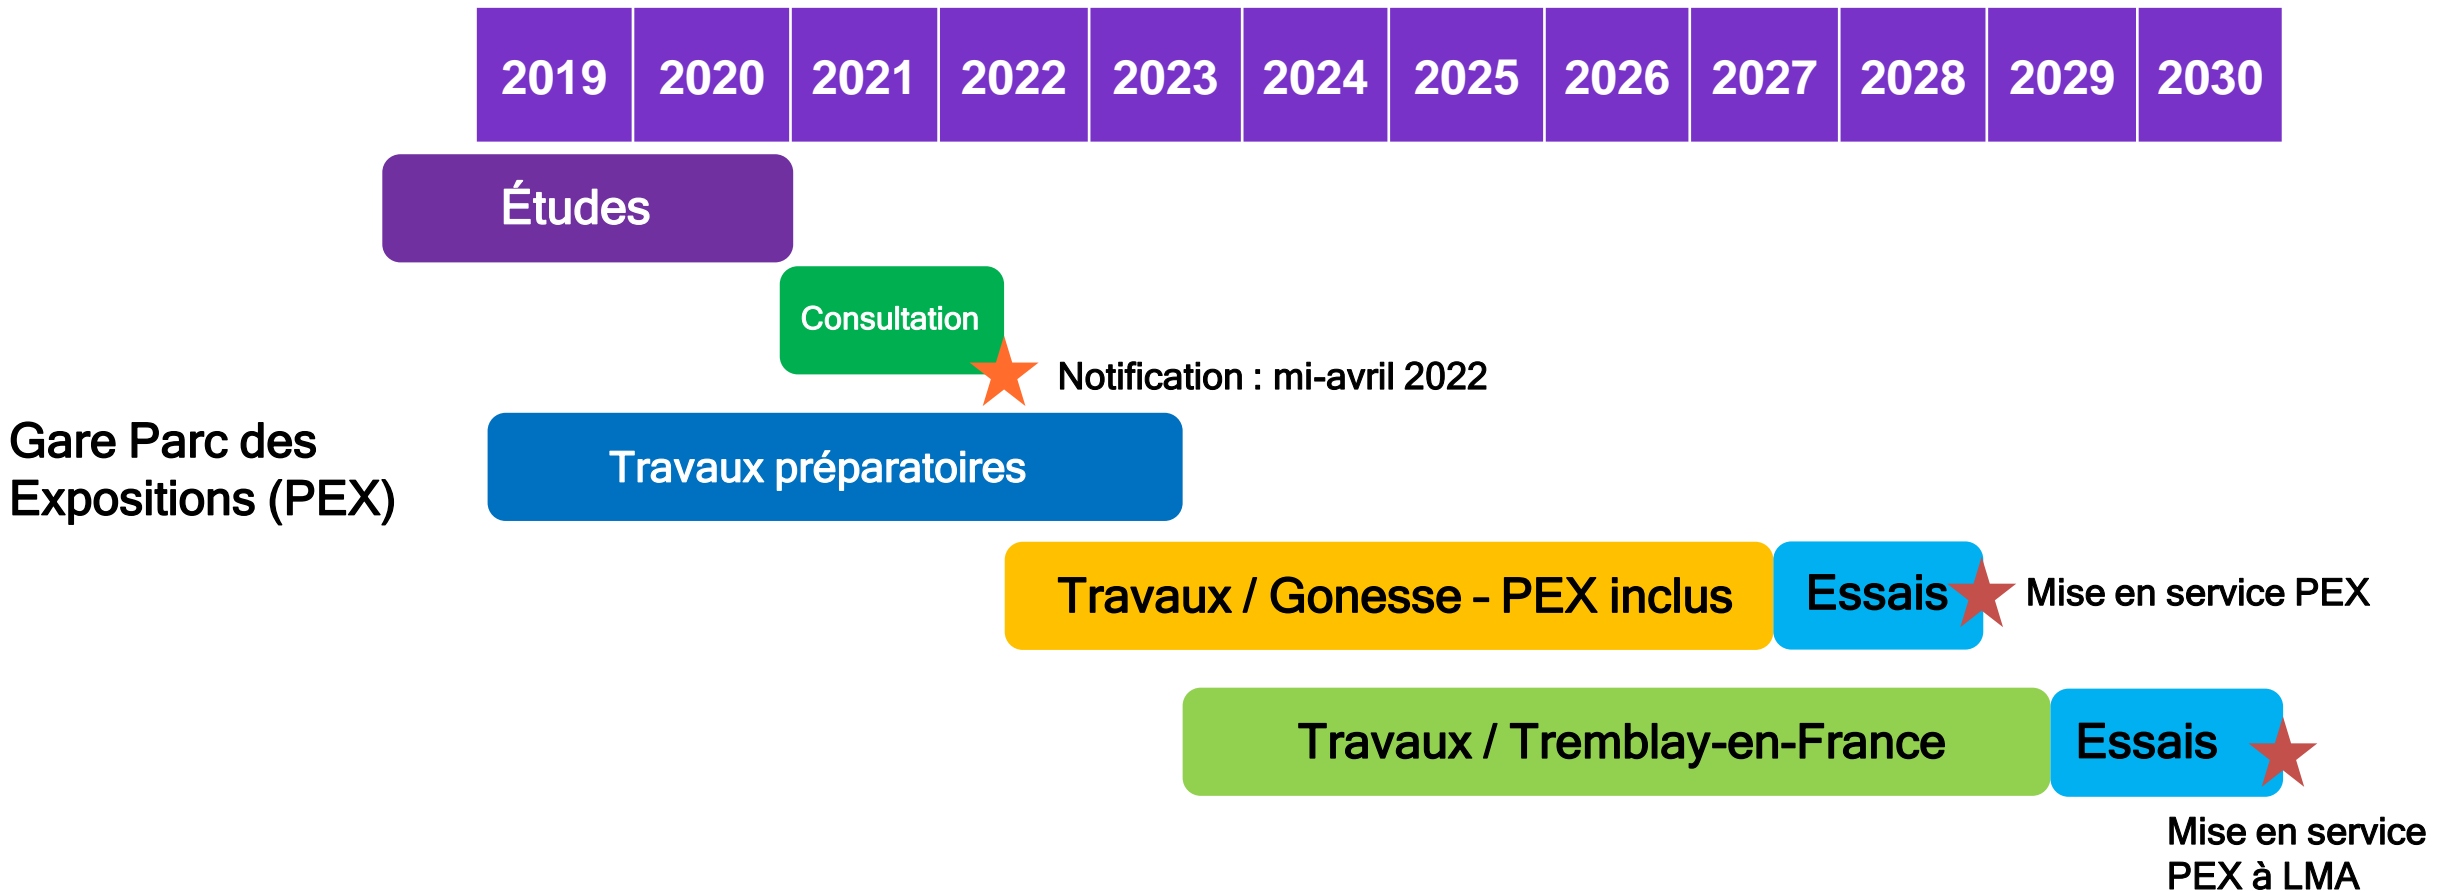 2019 2020 2021 2022 2023 2024 2025 2026 2027 2028 2029 2030
Études
Consultation
Notification : mi-avril 2022
Gare Parc des
Expositions (PEX)
Travaux préparatoires
Travaux / Gonesse – PEX inclus
Essais
Mise en service PEX
Travaux / Tremblay-en-France
Essais
Mise en service
PEX à LMA